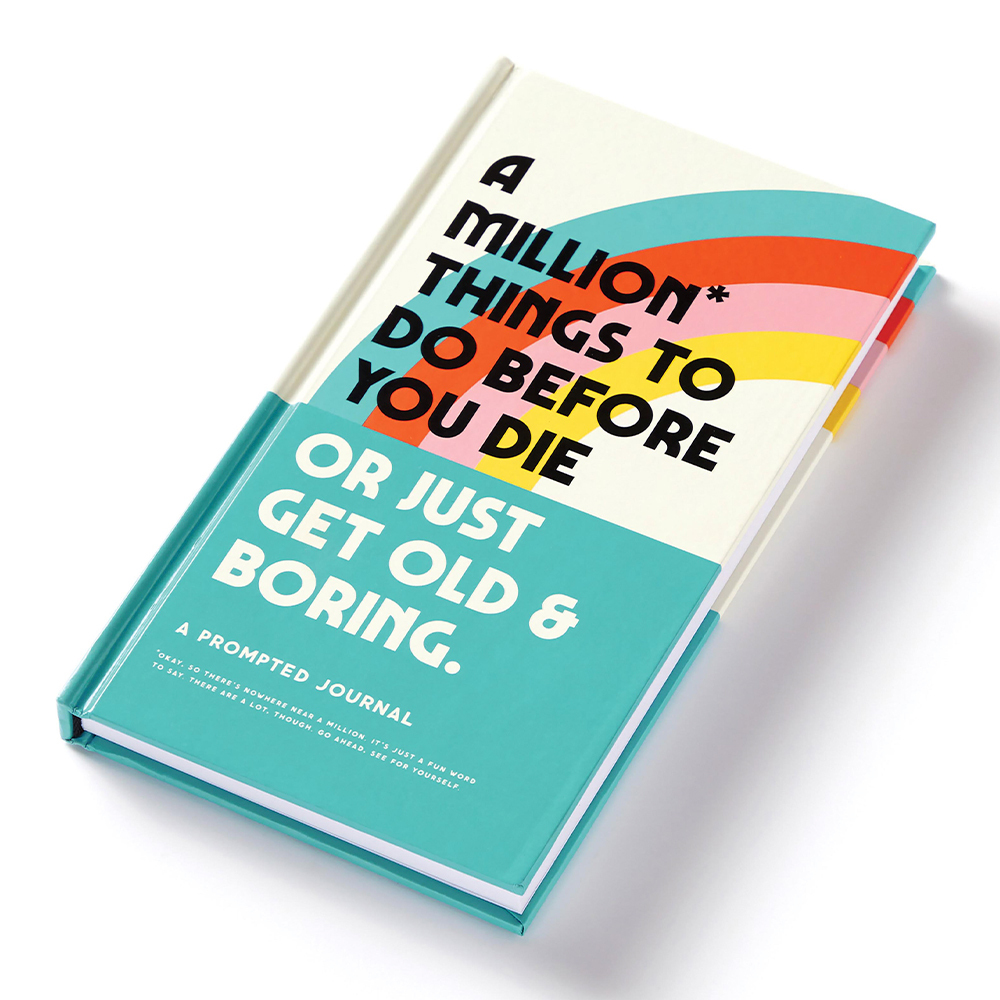 A
MILLION*
THINGS TO
DO BEFORE
YOU DIE
OR JUST
GET OLD &
BORING.
A PROMPTED JOURNAL
*OKAY, SO THERE'S NOWHERE NEAR A MILLION. IT'S JUST A FUN WORD
TO SAY. THERE ARE A LOT, THOUGH. GO AHEAD, SEE FOR YOURSELF.